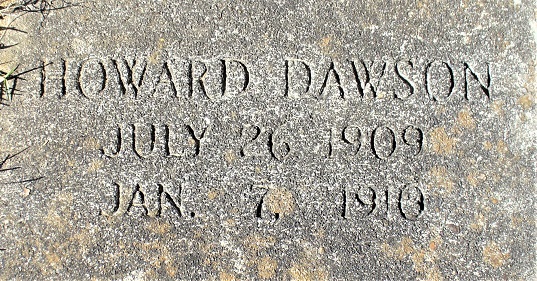 HOWARD DAWSON
JULY 26 1909
JAN. 7, 1910